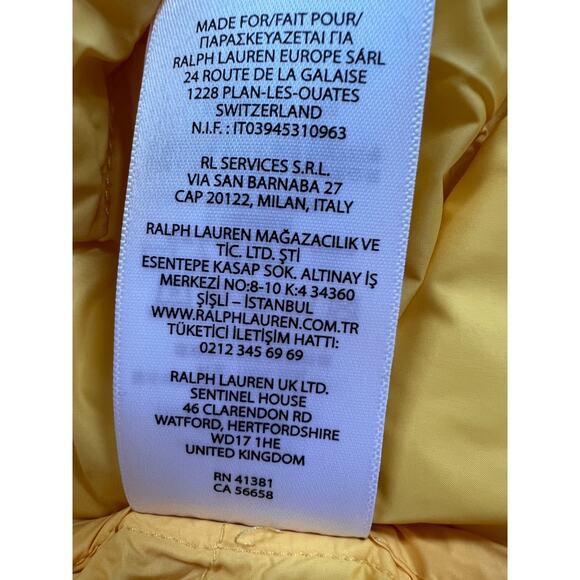 MADE FOR/FAIT POUR/
ΠΑΡΑΣΚΕΥΑΖΕΤΑΙ ΓΙΑ
RALPH LAUREN EUROPE SÁRL
24 ROUTE DE LA GALAISE
1228 PLAN-LES-OUATES
SWITZERLAND
N.I.F. : IT03945310963
RL SERVICES S.R.L.
VIA SAN BARNABA 27
CAP 20122, MILAN, ITALY
RALPH LAUREN MAĞAZACILIK VE
TİC. LTD. ŞTİ
ESENTEPE KASAP SOK. ALTINAY İŞ
MERKEZİ NO:8-10 K:4 34360
ŞİŞLİ – İSTANBUL
WWW.RALPHLAUREN.COM.TR
TÜKETİCİ İLETİŞİM HATTI:
0212 345 69 69
RALPH LAUREN UK LTD.
SENTINEL HOUSE
46 CLARENDON RD
WATFORD, HERTFORDSHIRE
WD17 1HE
UNITED KINGDOM
RN 41381
CA 56658